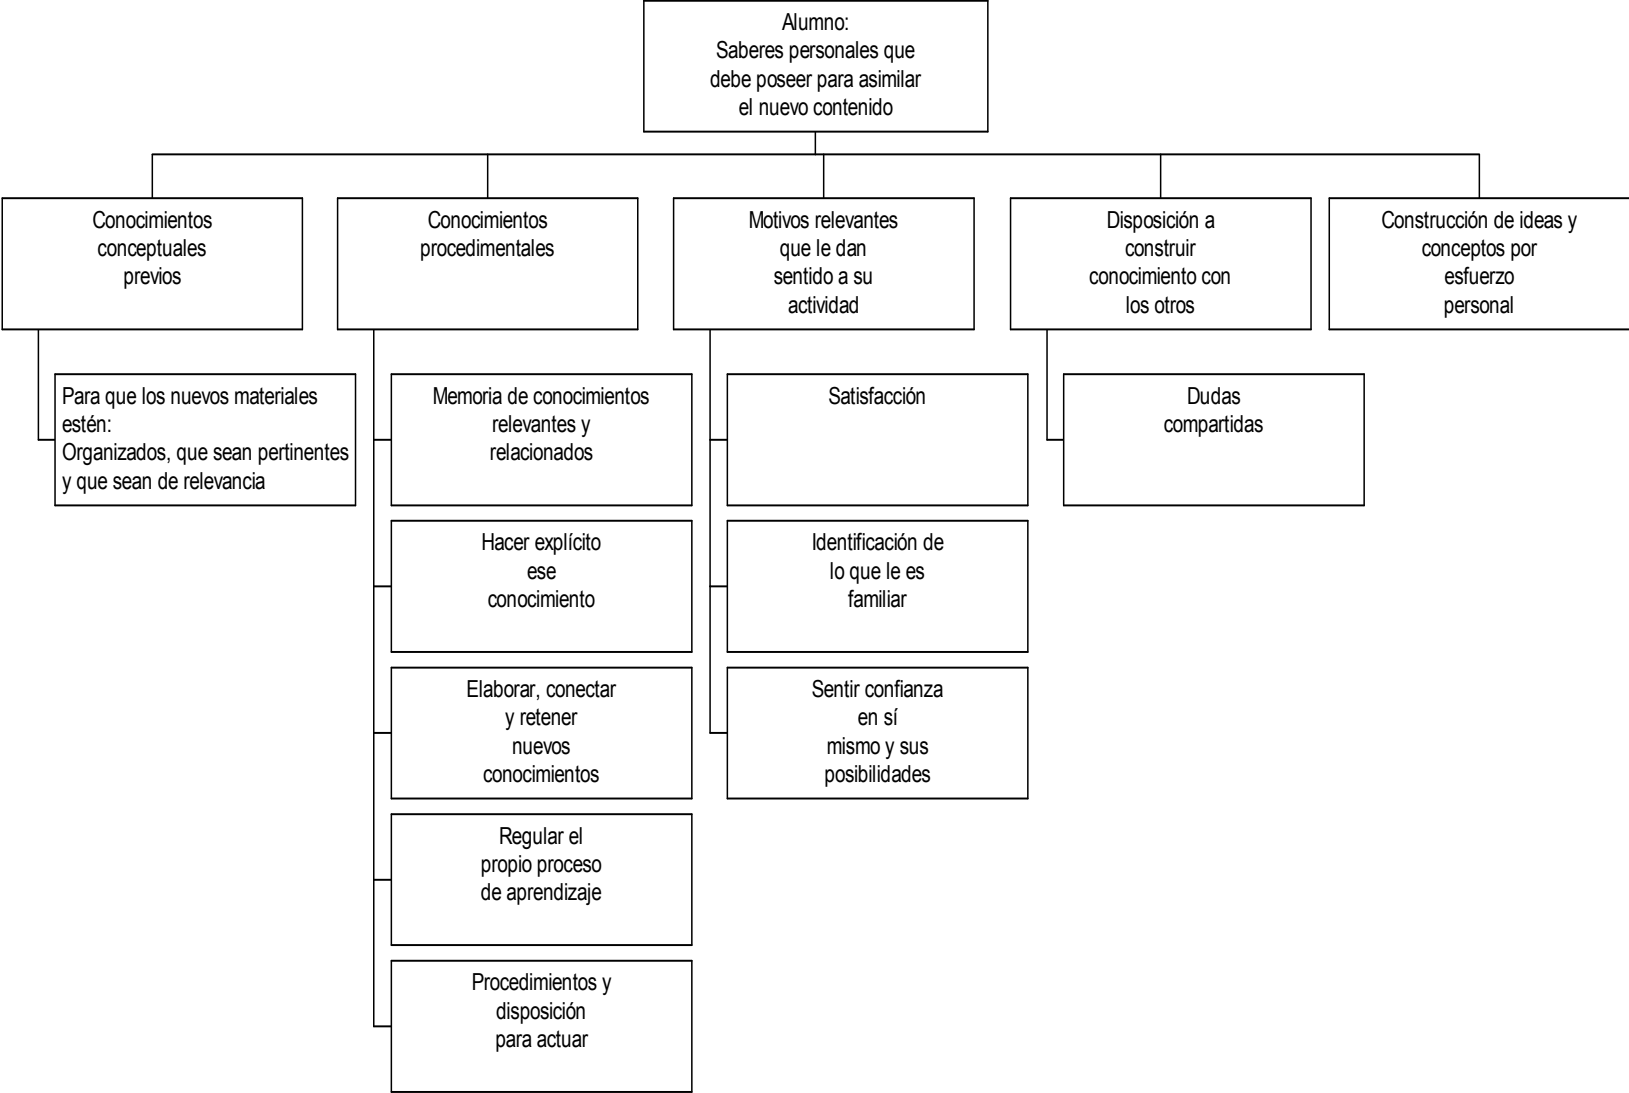 Alumno:
Saberes personales que
debe poseer para asimilar
el nuevo contenido
Conocimientos
conceptuales
previos
Conocimientos
procedimentales
Motivos relevantes
que le dan
sentido a su
actividad
Disposición a
construir
conocimiento con
los otros
Construcción de ideas y
conceptos por
esfuerzo
personal
Para que los nuevos materiales
estén:
Organizados, que sean pertinentes
y que sean de relevancia
Memoria de conocimientos
relevantes y
relacionados
Hacer explícito
ese
conocimiento
Elaborar, conectar
y retener
nuevos
conocimientos
Regular el
propio proceso
de aprendizaje
Procedimientos y
disposición
para actuar
Satisfacción
Identificación de
lo que le es
familiar
Sentir confianza
en sí
mismo y sus
posibilidades
Dudas
compartidas